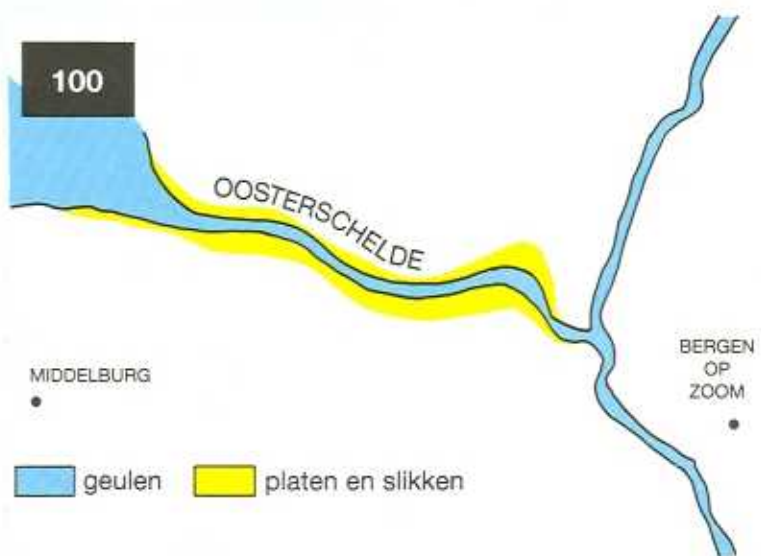 100
OOSTERSCHELDE
MIDDELBURG
BERGEN
OP
ZOOM
geulen
platen en slikken